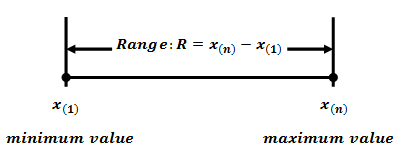 Range: R = x(n) − x(1)
x(1) x(n)
minimum value maximum value